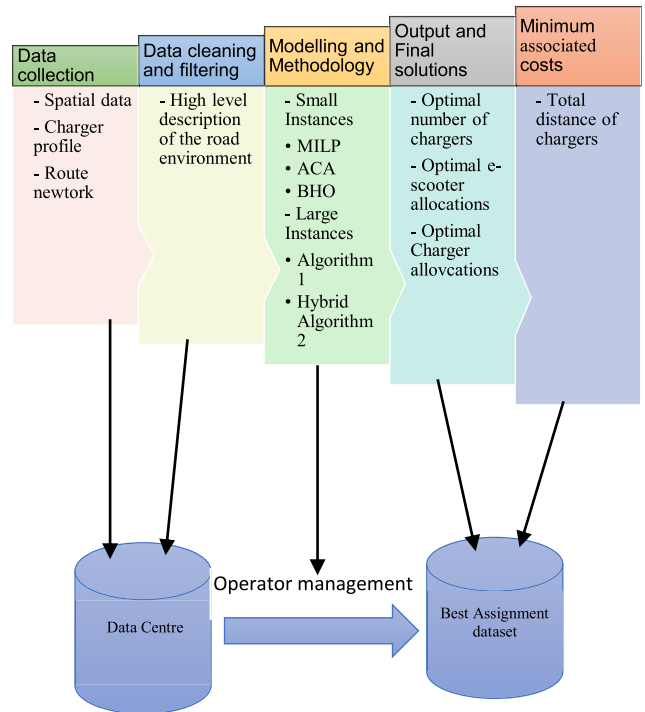 Data
collection
Data cleaning
and filtering
Modelling and
Methodology
Output and
Final
solutions
Minimum
associated
costs
- Spatial data
- Charger
profile
- Route
newtork
- High level
description
of the road
environment
- Small
Instances
• MILP
• ACA
• BHO
- Large
Instances
• Algorithm
1
• Hybrid
Algorithm
2
- Optimal
number of
chargers
- Optimal e-
scooter
allocations
- Optimal
Charger
allovcations
- Total
distance of
chargers
Operator management
Data Centre
Best Assignment
dataset